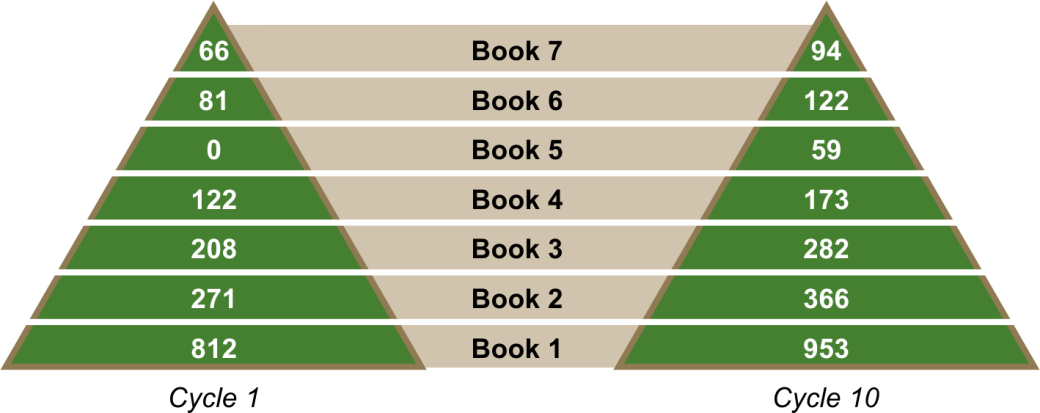 66 Book 7 94
81 Book 6 122
0 Book 5 59
122 Book 4 173
208 Book 3 282
271 Book 2 366
812 Book 1 953
Cycle 1 Cycle 10